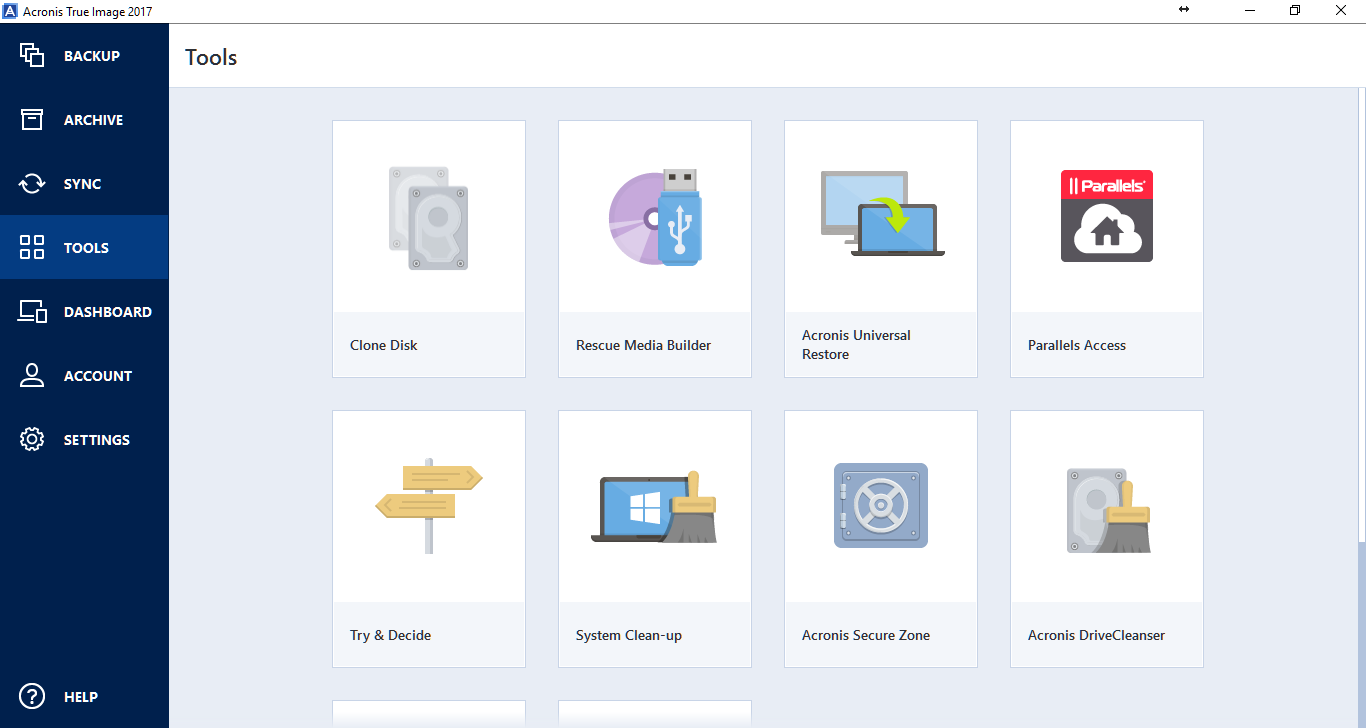 Acronis True Image 2017
BACKUP
ARCHIVE
SYNC
TOOLS
DASHBOARD
ACCOUNT
SETTINGS
HELP
Tools
Clone Disk
Rescue Media Builder
Acronis Universal
Restore
Parallels
Parallels Access
Try & Decide
System Clean-up
Acronis Secure Zone
Acronis DriveCleanser